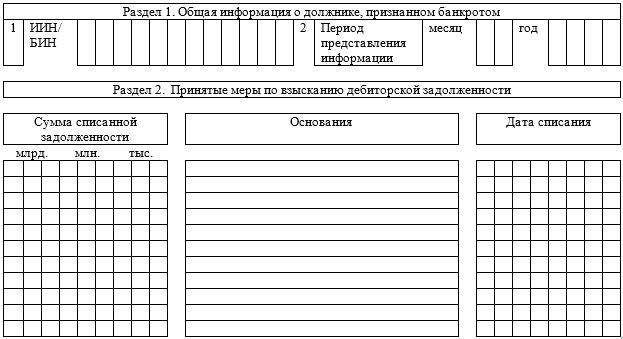 Раздел 1. Общая информация о должнике, признанном банкротом
1 ИИН/ 2 Период месяц год
БИН представления
информации
Раздел 2. Принятые меры по взысканию дебиторской задолженности
Сумма списанной Основания Дата списания
задолженности
млрд. млн. тыс.